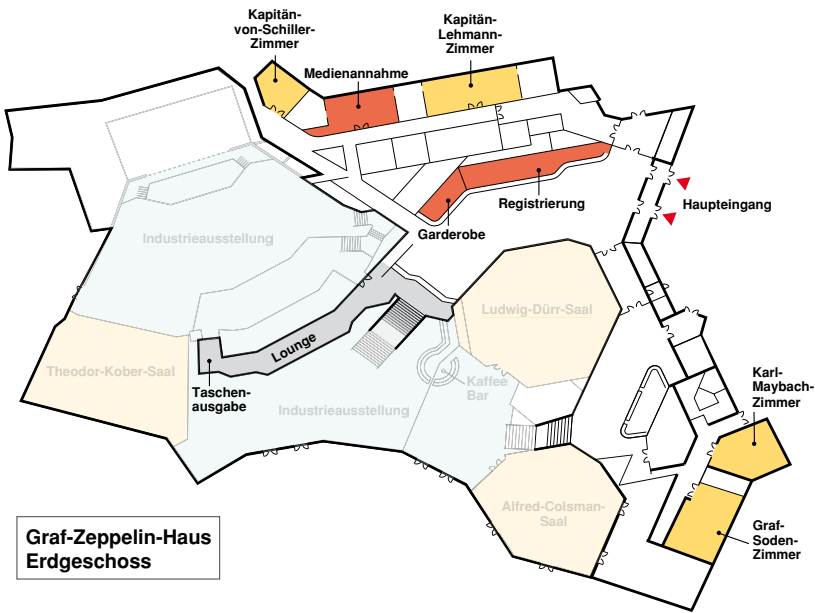 Kapitän-
von-Schiller-
Zimmer
Kapitän-
Lehmann-
Zimmer
Medienannahme
Registrierung
Haupteingang
Garderobe
Industrieausstellung
Ludwig-Dürr-Saal
Lounge
Theodor-Kober-Saal
Taschen-
ausgabe
Industrieausstellung
Kaffee
Bar
Karl-
Maybach-
Zimmer
Alfred-Colsman-
Saal
Graf-
Soden-
Zimmer
Graf-Zeppelin-Haus
Erdgeschoss